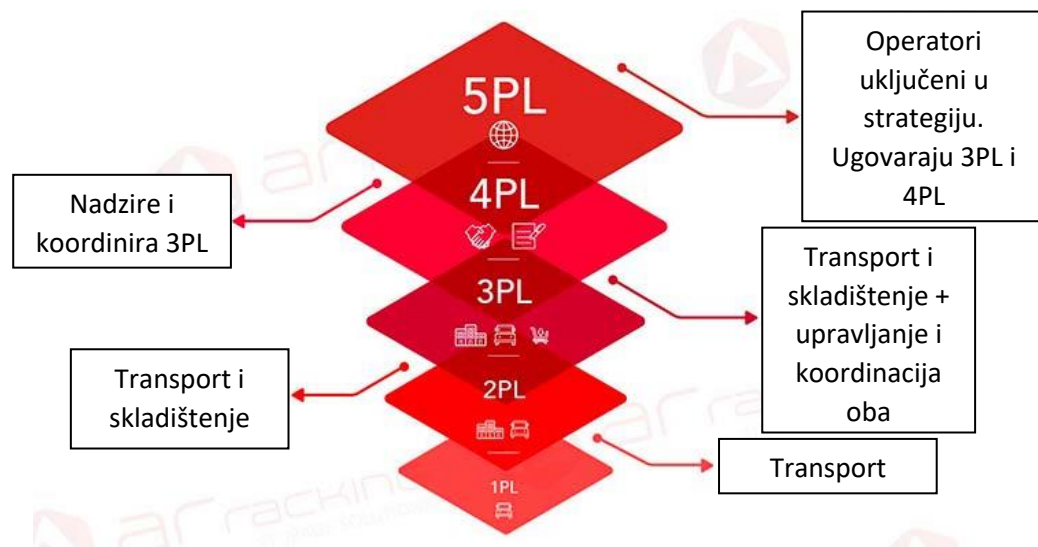 5PL
Operatori
uključeni u
strategiju.
Ugovaraju 3PL i
4PL
4PL
Nadzire i
koordinira 3PL
3PL
Transport i
skladištenje +
upravljanje i
koordinacija
oba
2PL
Transport i
skladištenje
1PL
Transport